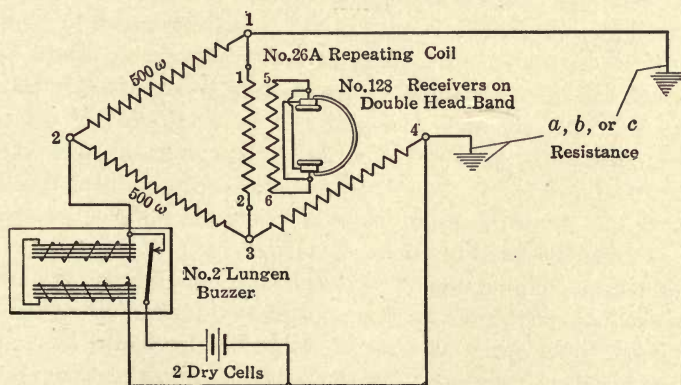 1
No.26A Repeating Coil
500 ω
1
5
No.128 Receivers on
Double Head Band
2
4
a, b, or c
Resistance
500 ω
2
6
3
No.2 Lungen
Buzzer
2 Dry Cells